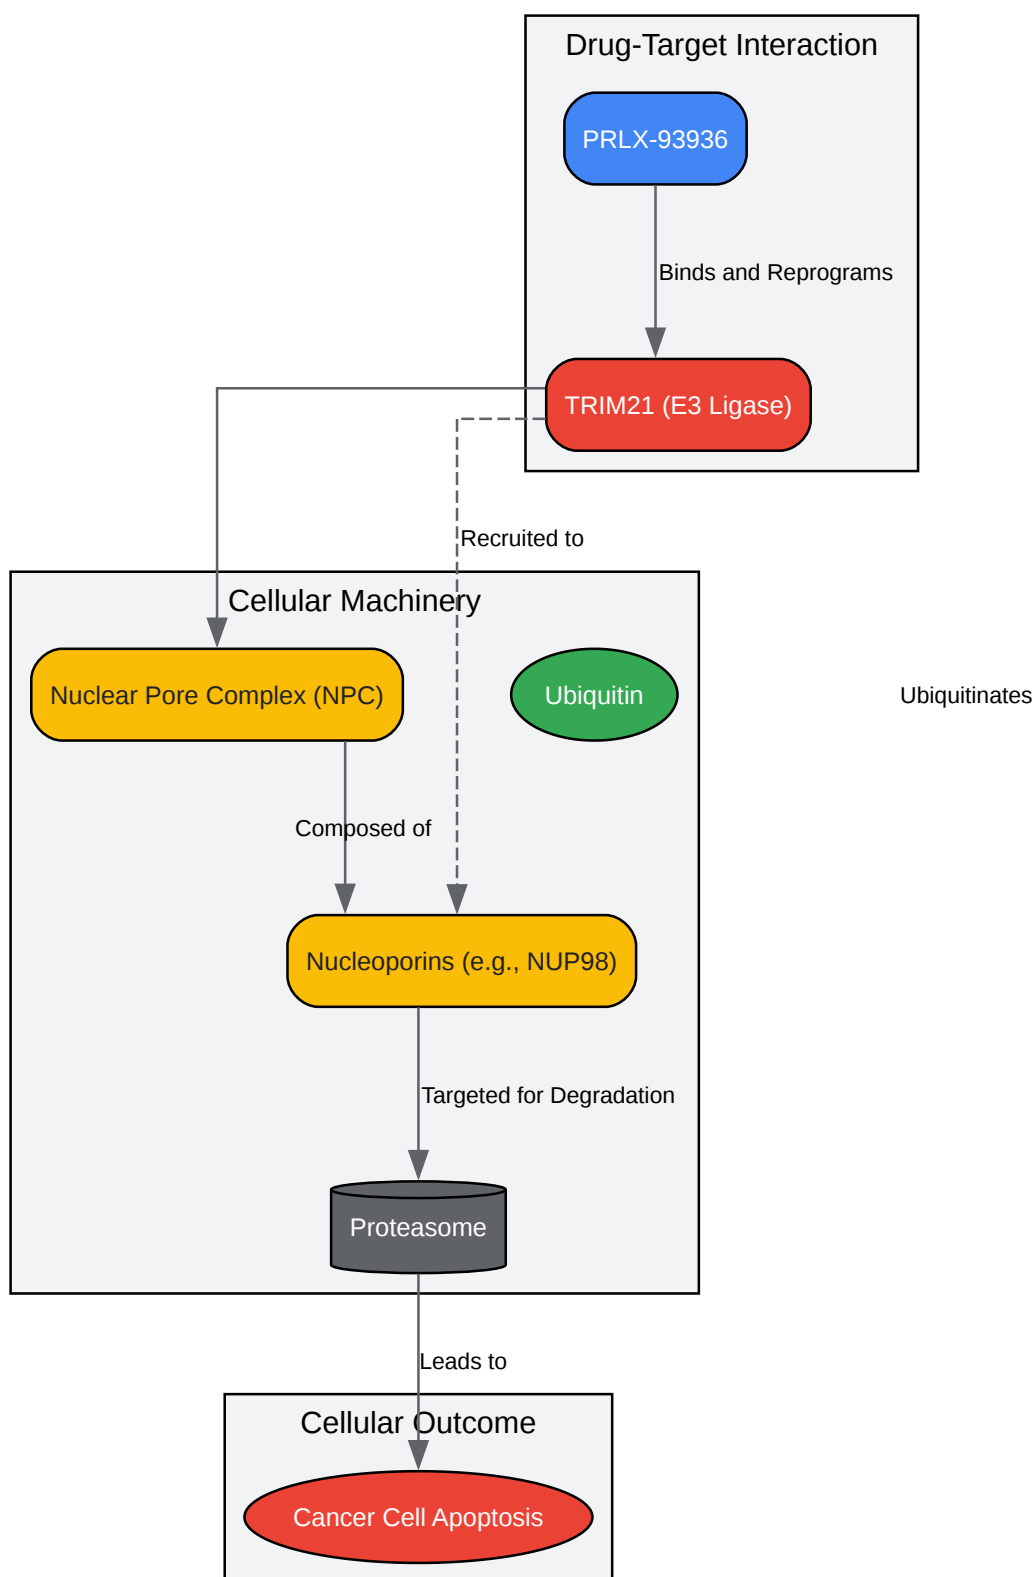 Drug-Target Interaction
PRLX-93936
Binds and Reprograms
TRIM21 (E3 Ligase)
Recruited to
Cellular Machinery
Nuclear Pore Complex (NPC)
Ubiquitin
Ubiquitinates
Composed of
Nucleoporins (e.g., NUP98)
Targeted for Degradation
Proteasome
Leads to
Cellular Outcome
Cancer Cell Apoptosis